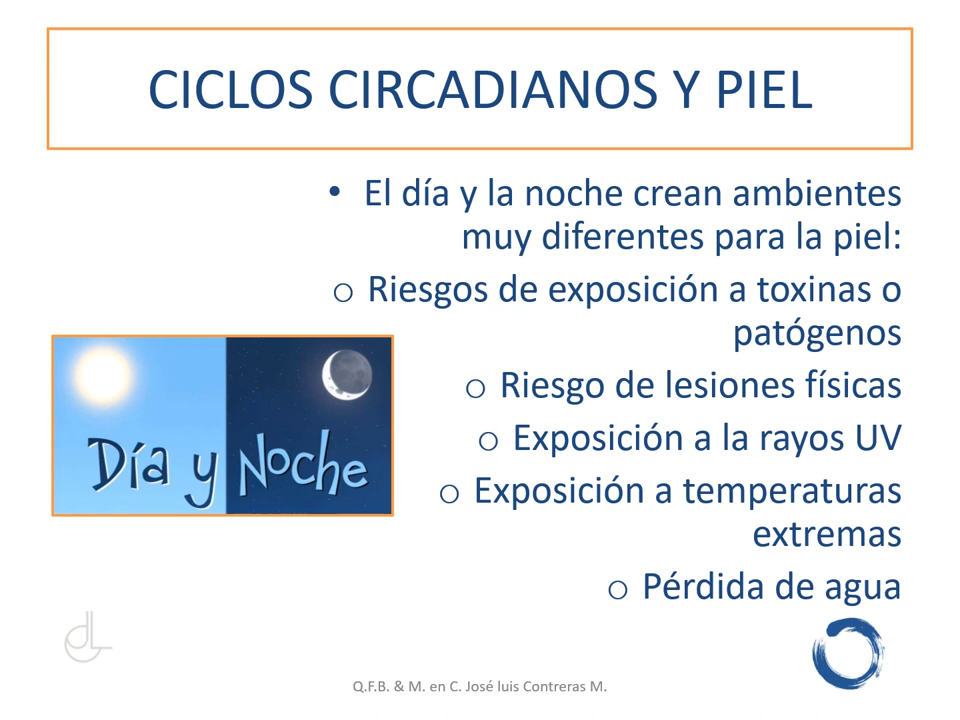 CICLOS CIRCADIANOS Y PIEL
• El día y la noche crean ambientes
muy diferentes para la piel:
o Riesgos de exposición a toxinas o
patógenos
o Riesgo de lesiones físicas
o Exposición a la rayos UV
o Exposición a temperaturas
extremas
o Pérdida de agua
Día y Noche
Q.F.B. & M. en C. José luis Contreras M.